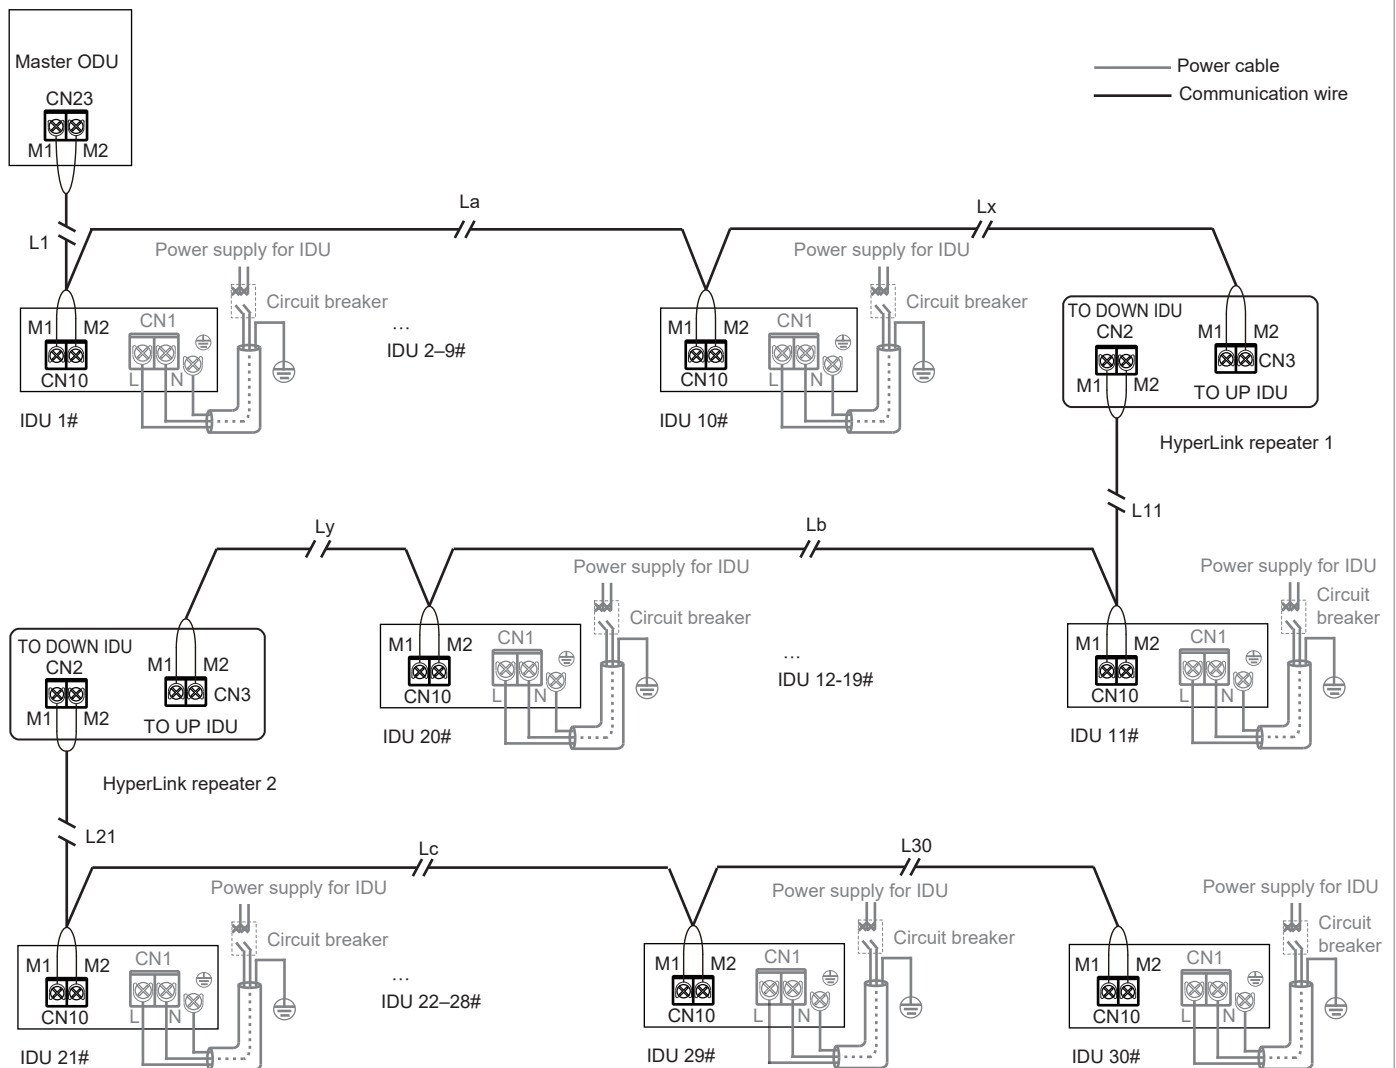 Master ODU
CN23
M1 M2
Power cable
Communication wire
L1
La
Lx
Power supply for IDU
Circuit breaker
M1 M2
CN1
CN10
L N
IDU 1#
...
IDU 2–9#
Power supply for IDU
Circuit breaker
M1 M2
CN1
CN10
L N
IDU 10#
TO DOWN IDU
CN2
M1 M2
M1 M2
CN3
TO UP IDU
HyperLink repeater 1
L11
Ly
Lb
TO DOWN IDU
CN2
M1 M2
M1 M2
CN3
TO UP IDU
HyperLink repeater 2
Power supply for IDU
Circuit breaker
M1 M2
CN1
CN10
L N
IDU 20#
...
IDU 12-19#
Power supply for IDU
Circuit
breaker
M1 M2
CN1
CN10
L N
IDU 11#
L21
Lc
L30
Power supply for IDU
Circuit breaker
M1 M2
CN1
CN10
L N
IDU 21#
...
IDU 22–28#
Power supply for IDU
Circuit breaker
M1 M2
CN1
CN10
L N
IDU 29#
Power supply for IDU
Circuit
breaker
M1 M2
CN1
CN10
L N
IDU 30#